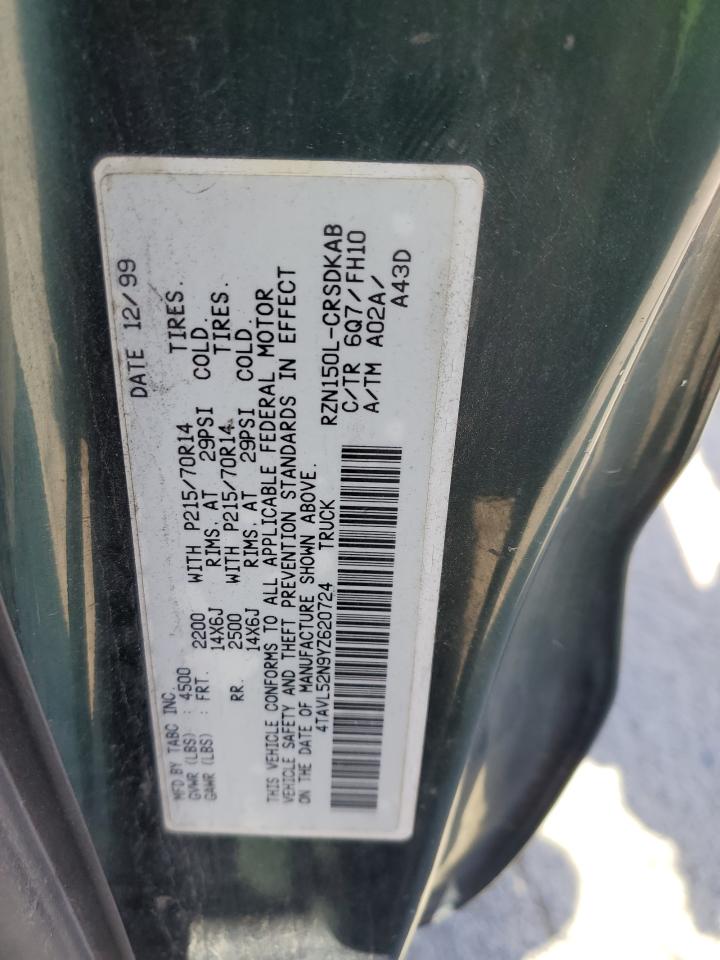 MFD BY TABC INC. DATE 12/99
GVWR (LBS) : 4500
GAWR (LBS) : FRT. 2200 WITH P215/70R14 TIRES.
14X6J RIMS. AT 29PSI COLD.
RR. 2500 WITH P215/70R14 TIRES.
14X6J RIMS. AT 29PSI COLD.
THIS VEHICLE CONFORMS TO ALL APPLICABLE FEDERAL MOTOR
VEHICLE SAFETY AND THEFT PREVENTION STANDARDS IN EFFECT
ON THE DATE OF MANUFACTURE SHOWN ABOVE.
4TAVL52N9YZ620724 TRUCK
RZN150L-CRSDKAB
C/TR 6Q7/FH10
A/TM A02A/
A43D